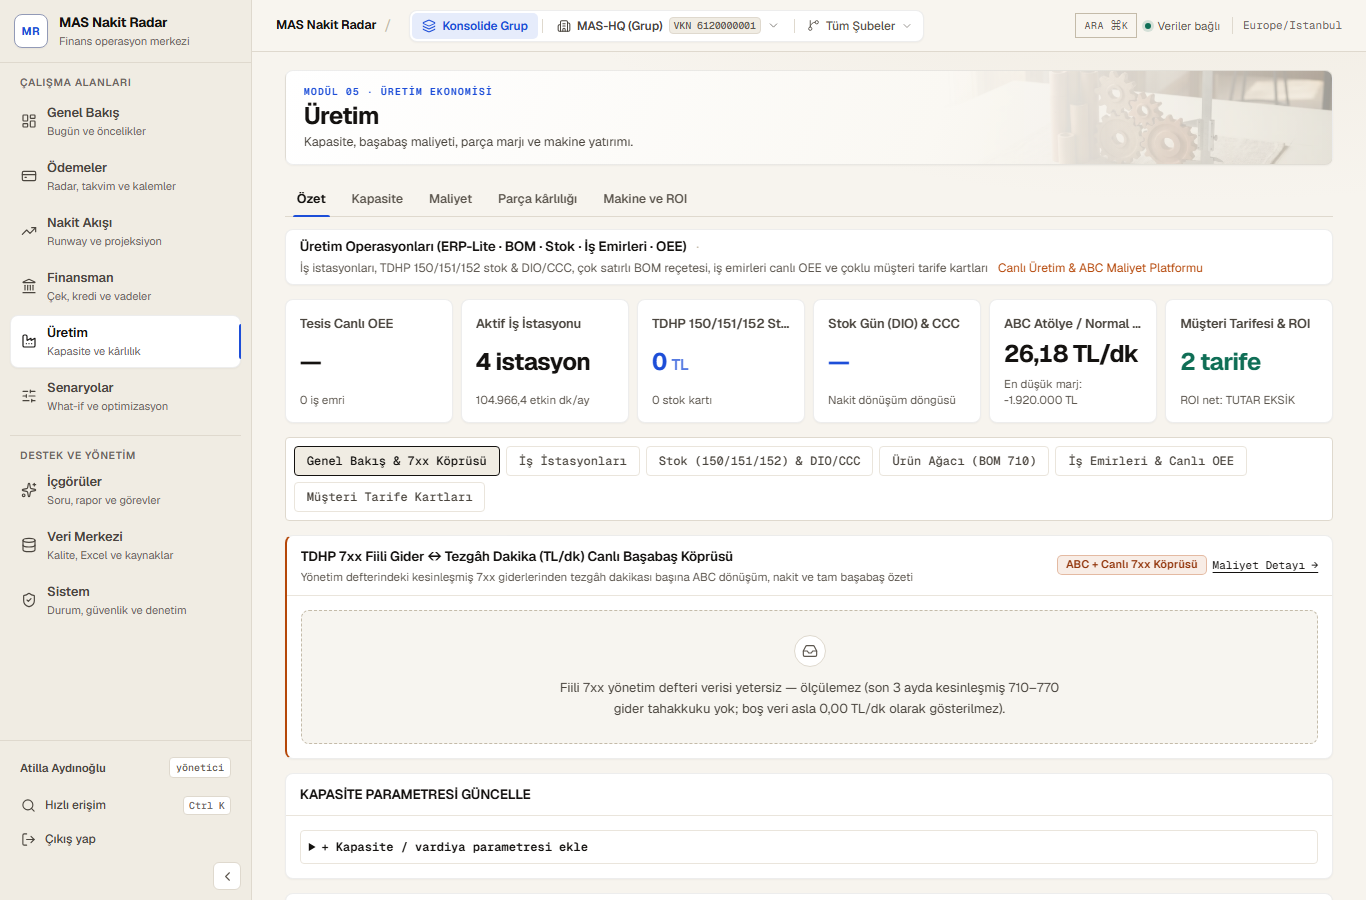 MR
MAS Nakit Radar
Finans operasyon merkezi
ÇALIŞMA ALANLARI
Genel Bakış
Bugün ve öncelikler
Ödemeler
Radar, takvim ve kalemler
Nakit Akışı
Runway ve projeksiyon
Finansman
Çek, kredi ve vadeler
Üretim
Kapasite ve kârlılık
Senaryolar
What-if ve optimizasyon
DESTEK VE YÖNETİM
İçgörüler
Soru, rapor ve görevler
Veri Merkezi
Kalite, Excel ve kaynaklar
Sistem
Durum, güvenlik ve denetim
Atilla Aydınoğlu yönetici
Hızlı erişim Ctrl K
Çıkış yap
MAS Nakit Radar / Konsolide Grup MAS-HQ (Grup) VKN 6120000001 Tüm Şubeler ARA ⌘K Veriler bağlı Europe/Istanbul
MODÜL 05 · ÜRETİM EKONOMİSİ
Üretim
Kapasite, başabaş maliyeti, parça marjı ve makine yatırımı.
Özet Kapasite Maliyet Parça kârlılığı Makine ve ROI
Üretim Operasyonları (ERP-Lite · BOM · Stok · İş Emirleri · OEE) ·
İş istasyonları, TDHP 150/151/152 stok & DIO/CCC, çok satırlı BOM reçetesi, iş emirleri canlı OEE ve çoklu müşteri tarife kartları Canlı Üretim & ABC Maliyet Platformu
Tesis Canlı OEE
—
0 iş emri
Aktif İş İstasyonu
4 istasyon
104.966,4 etkin dk/ay
TDHP 150/151/152 St...
0 TL
0 stok kartı
Stok Gün (DIO) & CCC
—
Nakit dönüşüm döngüsü
ABC Atölye / Normal ...
26,18 TL/dk
En düşük marj:
-1.920.000 TL
Müşteri Tarifesi & ROI
2 tarife
ROI net: TUTAR EKSİK
Genel Bakış & 7xx Köprüsü İş İstasyonları Stok (150/151/152) & DIO/CCC Ürün Ağacı (BOM 710) İş Emirleri & Canlı OEE
Müşteri Tarife Kartları
TDHP 7xx Fiili Gider ↔ Tezgâh Dakika (TL/dk) Canlı Başabaş Köprüsü
Yönetim defterindeki kesinleşmiş 7xx giderlerinden tezgâh dakikası başına ABC dönüşüm, nakit ve tam başabaş özeti
ABC + Canlı 7xx Köprüsü Maliyet Detayı →
Fiili 7xx yönetim defteri verisi yetersiz — ölçülemez (son 3 ayda kesinleşmiş 710–770
gider tahakkuku yok; boş veri asla 0,00 TL/dk olarak gösterilmez).
KAPASİTE PARAMETRESİ GÜNCELLE
▶ + Kapasite / vardiya parametresi ekle